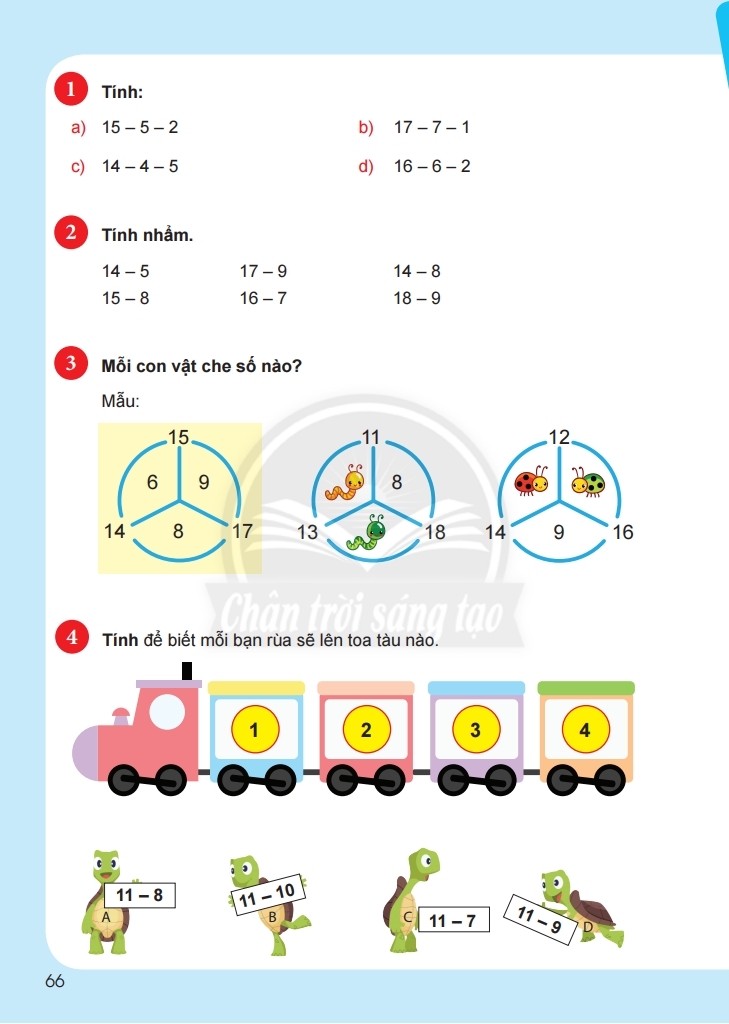 1 Tính:
a) 15 – 5 – 2 b) 17 – 7 – 1
c) 14 – 4 – 5 d) 16 – 6 – 2
2 Tính nhẩm.
14 – 5 17 – 9 14 – 8
15 – 8 16 – 7 18 – 9
3 Mỗi con vật che số nào?
Mẫu:
15 11 12
6 9 8
14 8 17 13 18 14 9 16
Chân trời sáng tạo
4 Tính để biết mỗi bạn rùa sẽ lên toa tàu nào.
1 2 3 4
11 – 8 11 – 10 11 – 7 11 – 9
A B C D
66